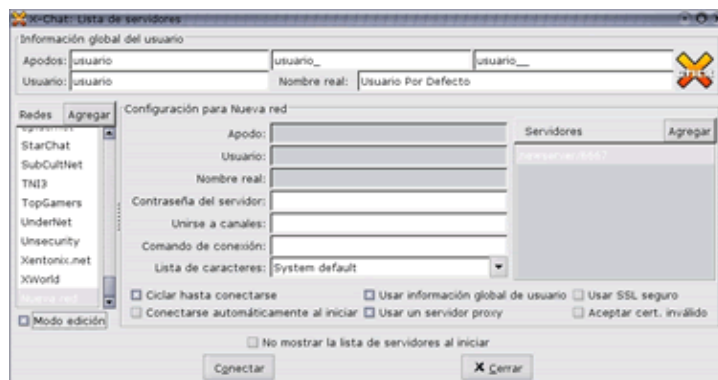 X-Chat: Lista de servidores
Información global del usuario
Apodos: usuario usuario_ usuario__
Usuario: usuario Nombre real: Usuario Por Defecto
Redes Agregar
StarChat
SubCultNet
TNI3
TopGamers
UnderNet
Unsecurity
Xentonix.net
XWorld
Nueva red
Modo edición
Configuración para Nueva red
Apodo:
Usuario:
Nombre real:
Contraseña del servidor:
Unirse a canales:
Comando de conexión:
Lista de caracteres: System default
Servidores Agregar
newserver/6667
Ciclar hasta conectarse Usar información global de usuario Usar SSL seguro
Conectarse automáticamente al iniciar Usar un servidor proxy Aceptar cert. inválido
No mostrar la lista de servidores al iniciar
Conectar Cerrar